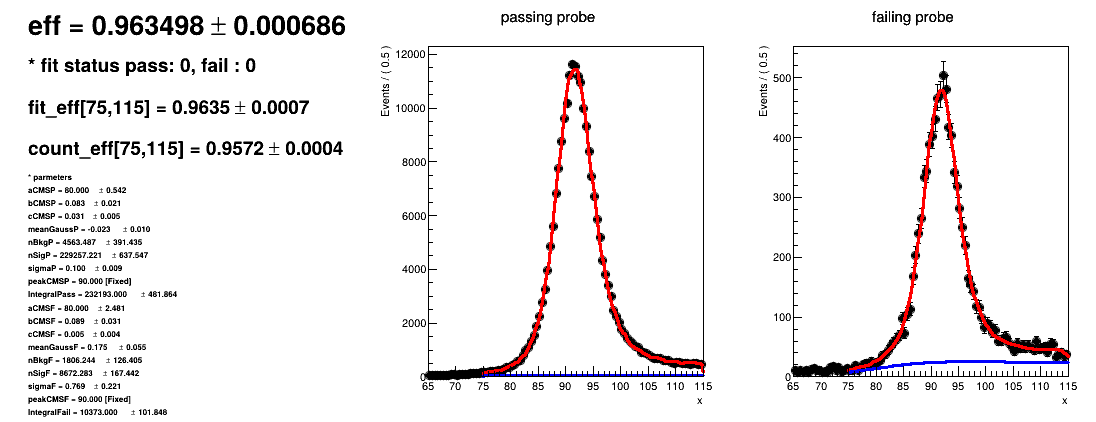 eff = 0.963498 ± 0.000686
* fit status pass: 0, fail : 0
fit_eff[75,115] = 0.9635 ± 0.0007
count_eff[75,115] = 0.9572 ± 0.0004
* parmeters
aCMSP = 80.000 ± 0.542
bCMSP = 0.083 ± 0.021
cCMSP = 0.031 ± 0.005
meanGaussP = -0.023 ± 0.010
nBkgP = 4563.487 ± 391.435
nSigP = 229257.221 ± 637.547
sigmaP = 0.100 ± 0.009
peakCMSP = 90.000 [Fixed]
IntegralPass = 232193.000 ± 481.864
aCMSF = 80.000 ± 2.481
bCMSF = 0.089 ± 0.031
cCMSF = 0.005 ± 0.004
meanGaussF = 0.175 ± 0.055
nBkgF = 1806.244 ± 126.405
nSigF = 8672.283 ± 167.442
sigmaF = 0.769 ± 0.221
peakCMSF = 90.000 [Fixed]
IntegralFail = 10373.000 ± 101.848
passing probe
Events / ( 0.5 )
12000
10000
8000
6000
4000
2000
0
65 70 75 80 85 90 95 100 105 110 115
x
failing probe
Events / ( 0.5 )
500
400
300
200
100
0
65 70 75 80 85 90 95 100 105 110 115
x